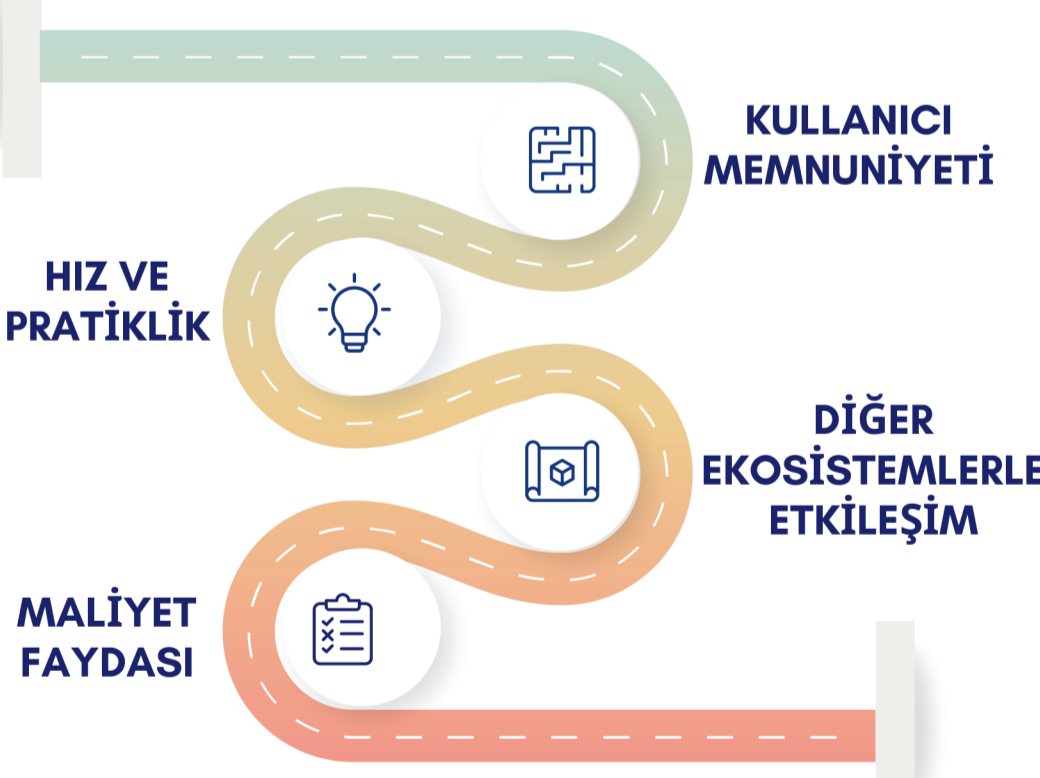 KULLANICI
MEMNUNİYETİ
HIZ VE
PRATİKLİK
DİĞER
EKOSİSTEMLERLE
ETKİLEŞİM
MALİYET
FAYDASI